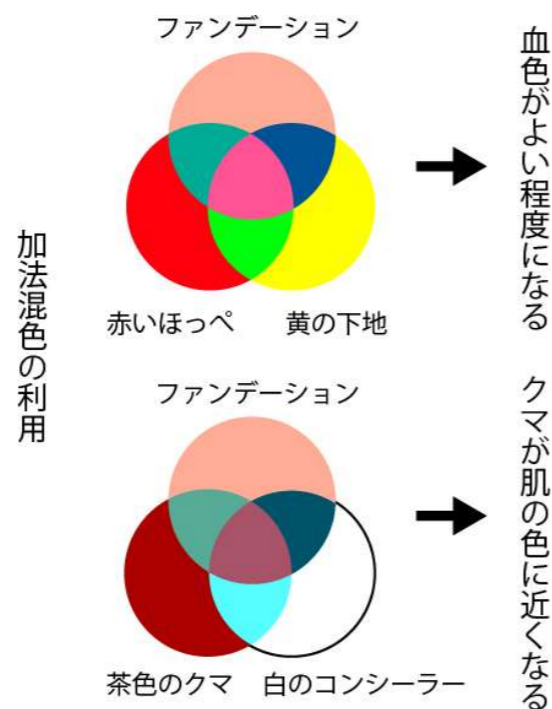 加法混色の利用
ファンデーション
赤いほっぺ
黄の下地
血色がよい程度になる
ファンデーション
茶色のクマ
白のコンシーラー
クマが肌の色に近くなる